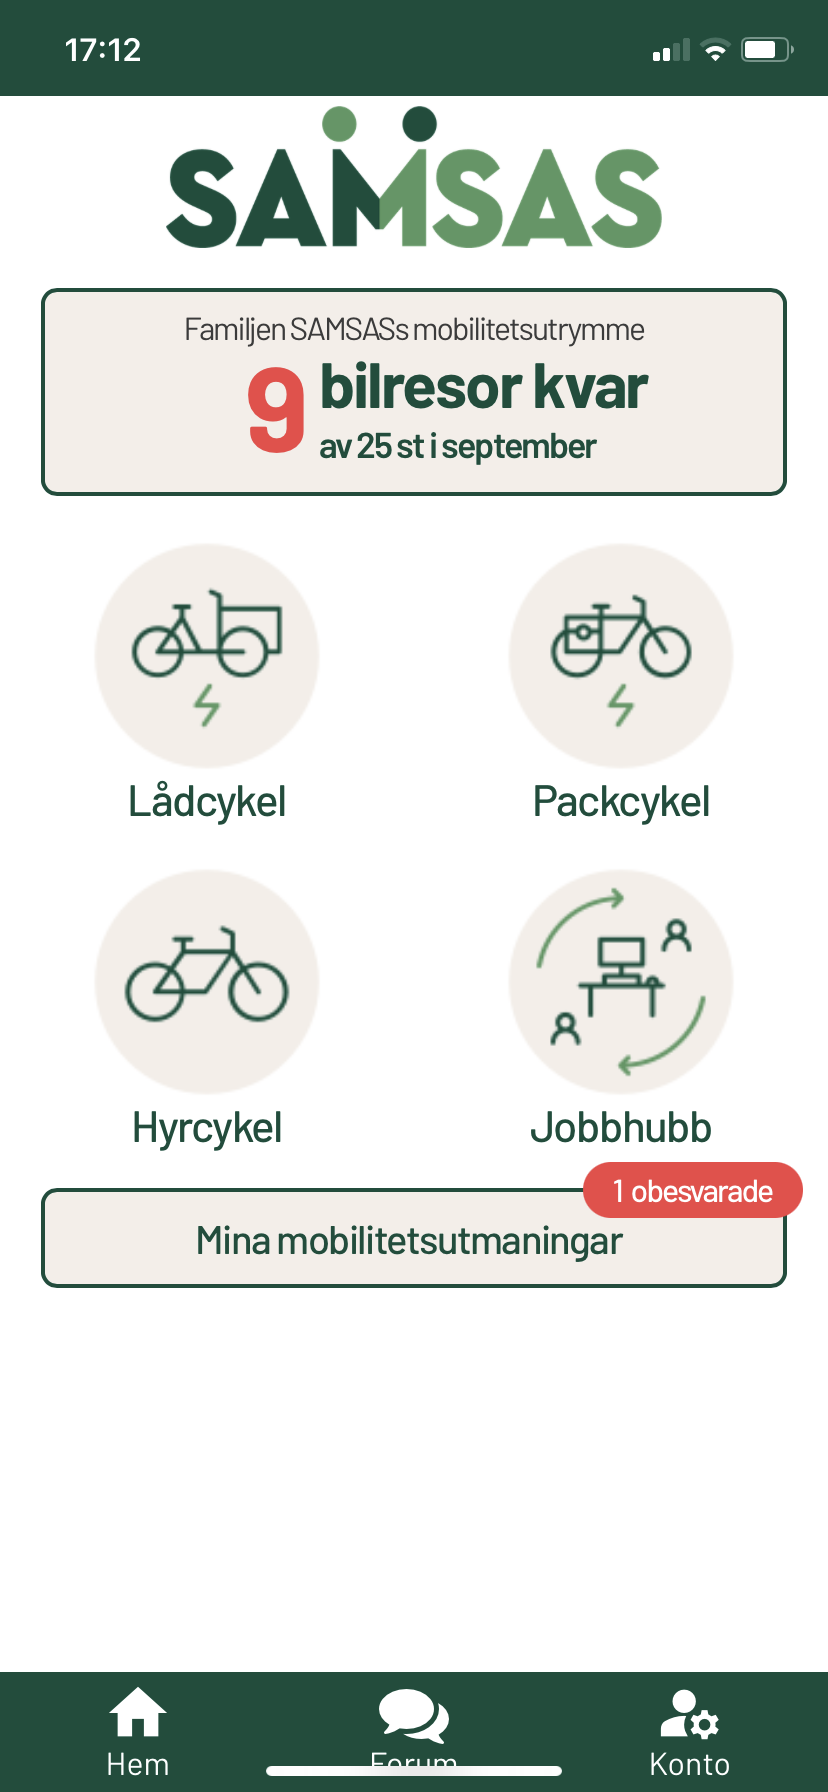 17:12
SAMSAS
Familjen SAMSASs mobilitetsutrymme
9 bilresor kvar
av 25 st i september
Lådcykel
Packcykel
Hyrcykel
Jobbhubb
1 obesvarade
Mina mobilitetsutmaningar
Hem
Forum
Konto